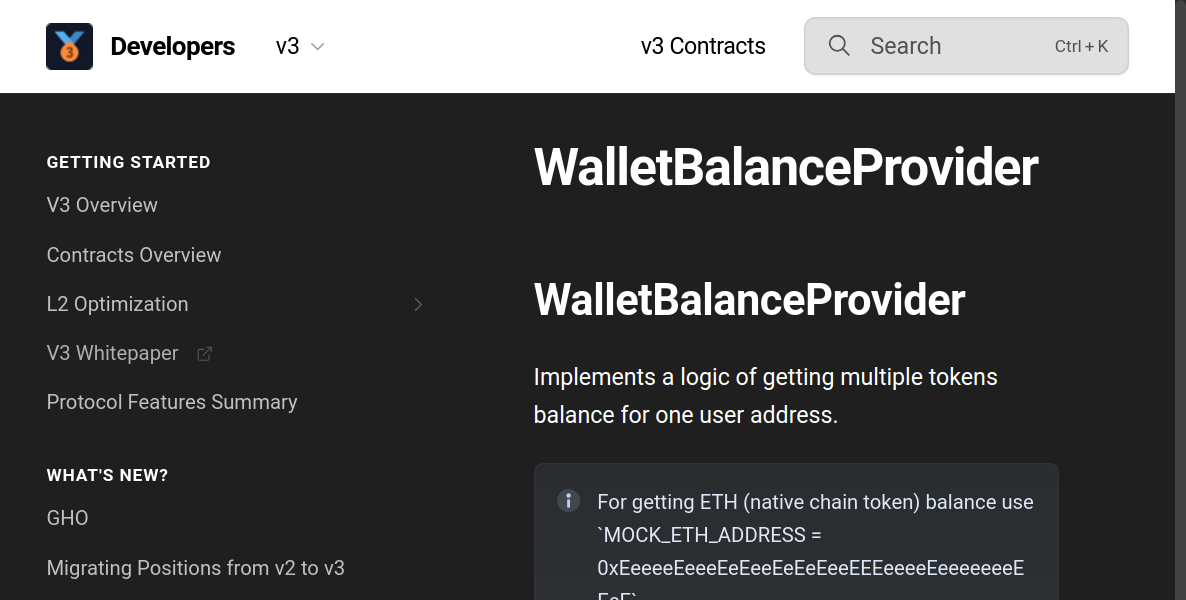 3
Developers
v3
v3 Contracts
Search
Ctrl + K
GETTING STARTED
V3 Overview
Contracts Overview
L2 Optimization
V3 Whitepaper
Protocol Features Summary
WHAT'S NEW?
GHO
Migrating Positions from v2 to v3
WalletBalanceProvider
WalletBalanceProvider
Implements a logic of getting multiple tokens
balance for one user address.
For getting ETH (native chain token) balance use
`MOCK_ETH_ADDRESS =
0xEeeeeEeeeEeEeeEeEeEeeEEEeeeeEeeeeeeeE